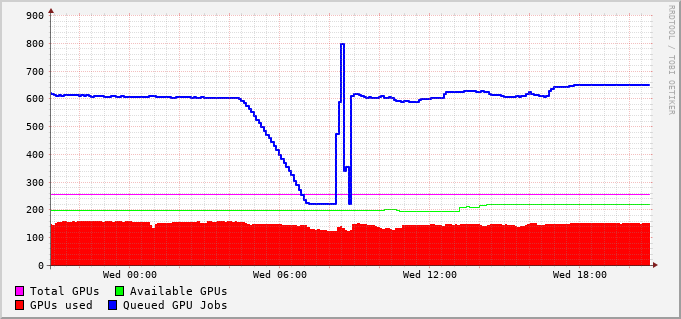 900
800
700
600
500
400
300
200
100
0
Wed 00:00 Wed 06:00 Wed 12:00 Wed 18:00
Total GPUs Available GPUs
GPUs used Queued GPU Jobs
RRDTOOL / TOBI OETIKER